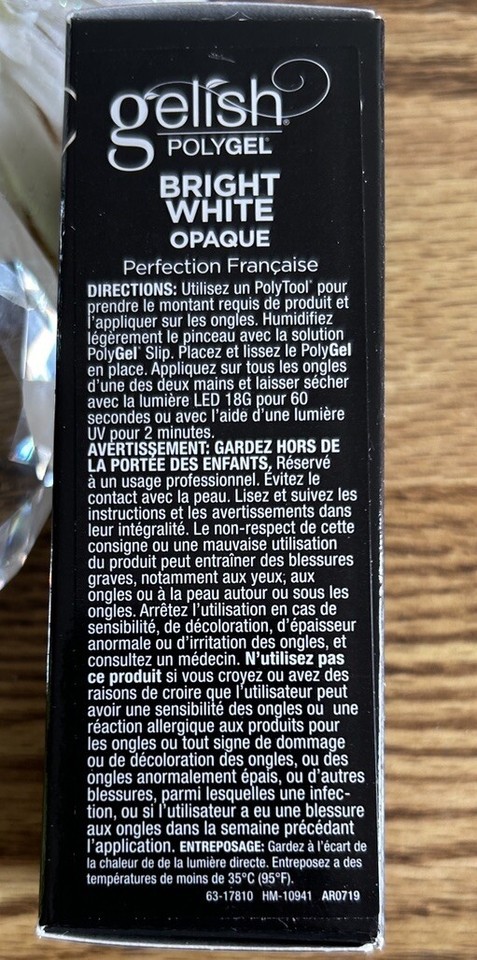 gelish®
POLYGEL
BRIGHT
WHITE
OPAQUE
Perfection Française
DIRECTIONS: Utilisez un PolyTool® pour
prendre le montant requis de produit et
l'appliquer sur les ongles. Humidifiez
légèrement le pinceau avec la solution
PolyGel® Slip. Placez et lissez le PolyGel
en place. Appliquez sur tous les ongles
d'une des deux mains et laisser sécher
avec la lumière LED 18G pour 60
secondes ou avec l'aide d'une lumière
UV pour 2 minutes.
AVERTISSEMENT: GARDEZ HORS DE
LA PORTÉE DES ENFANTS, Réservé
à un usage professionnel. Évitez le
contact avec la peau. Lisez et suivez les
instructions et les avertissements dans
leur intégralité. Le non-respect de cette
consigne ou une mauvaise utilisation
du produit peut entraîner des blessures
graves, notamment aux yeux; aux
ongles ou à la peau autour ou sous les
ongles. Arrêtez l'utilisation en cas de
sensibilité, de décoloration, d'épaisseur
anormale ou d'irritation des ongles, et
consultez un médecin. N'utilisez pas
ce produit si vous croyez ou avez des
raisons de croire que l'utilisateur peut
avoir une sensibilité des ongles ou une
réaction allergique aux produits pour
les ongles ou tout signe de dommage
ou de décoloration des ongles, ou des
ongles anormalement épais, ou d'autres
blessures, parmi lesquelles une infec-
tion, ou si l'utilisateur a eu une blessure
aux ongles dans la semaine précédant
l'application. ENTREPOSAGE: Gardez à l'écart de
la chaleur de de la lumière directe. Entreposez a des
températures de moins de 35°C (95°F).
63-17810 HM-10941 AR0719